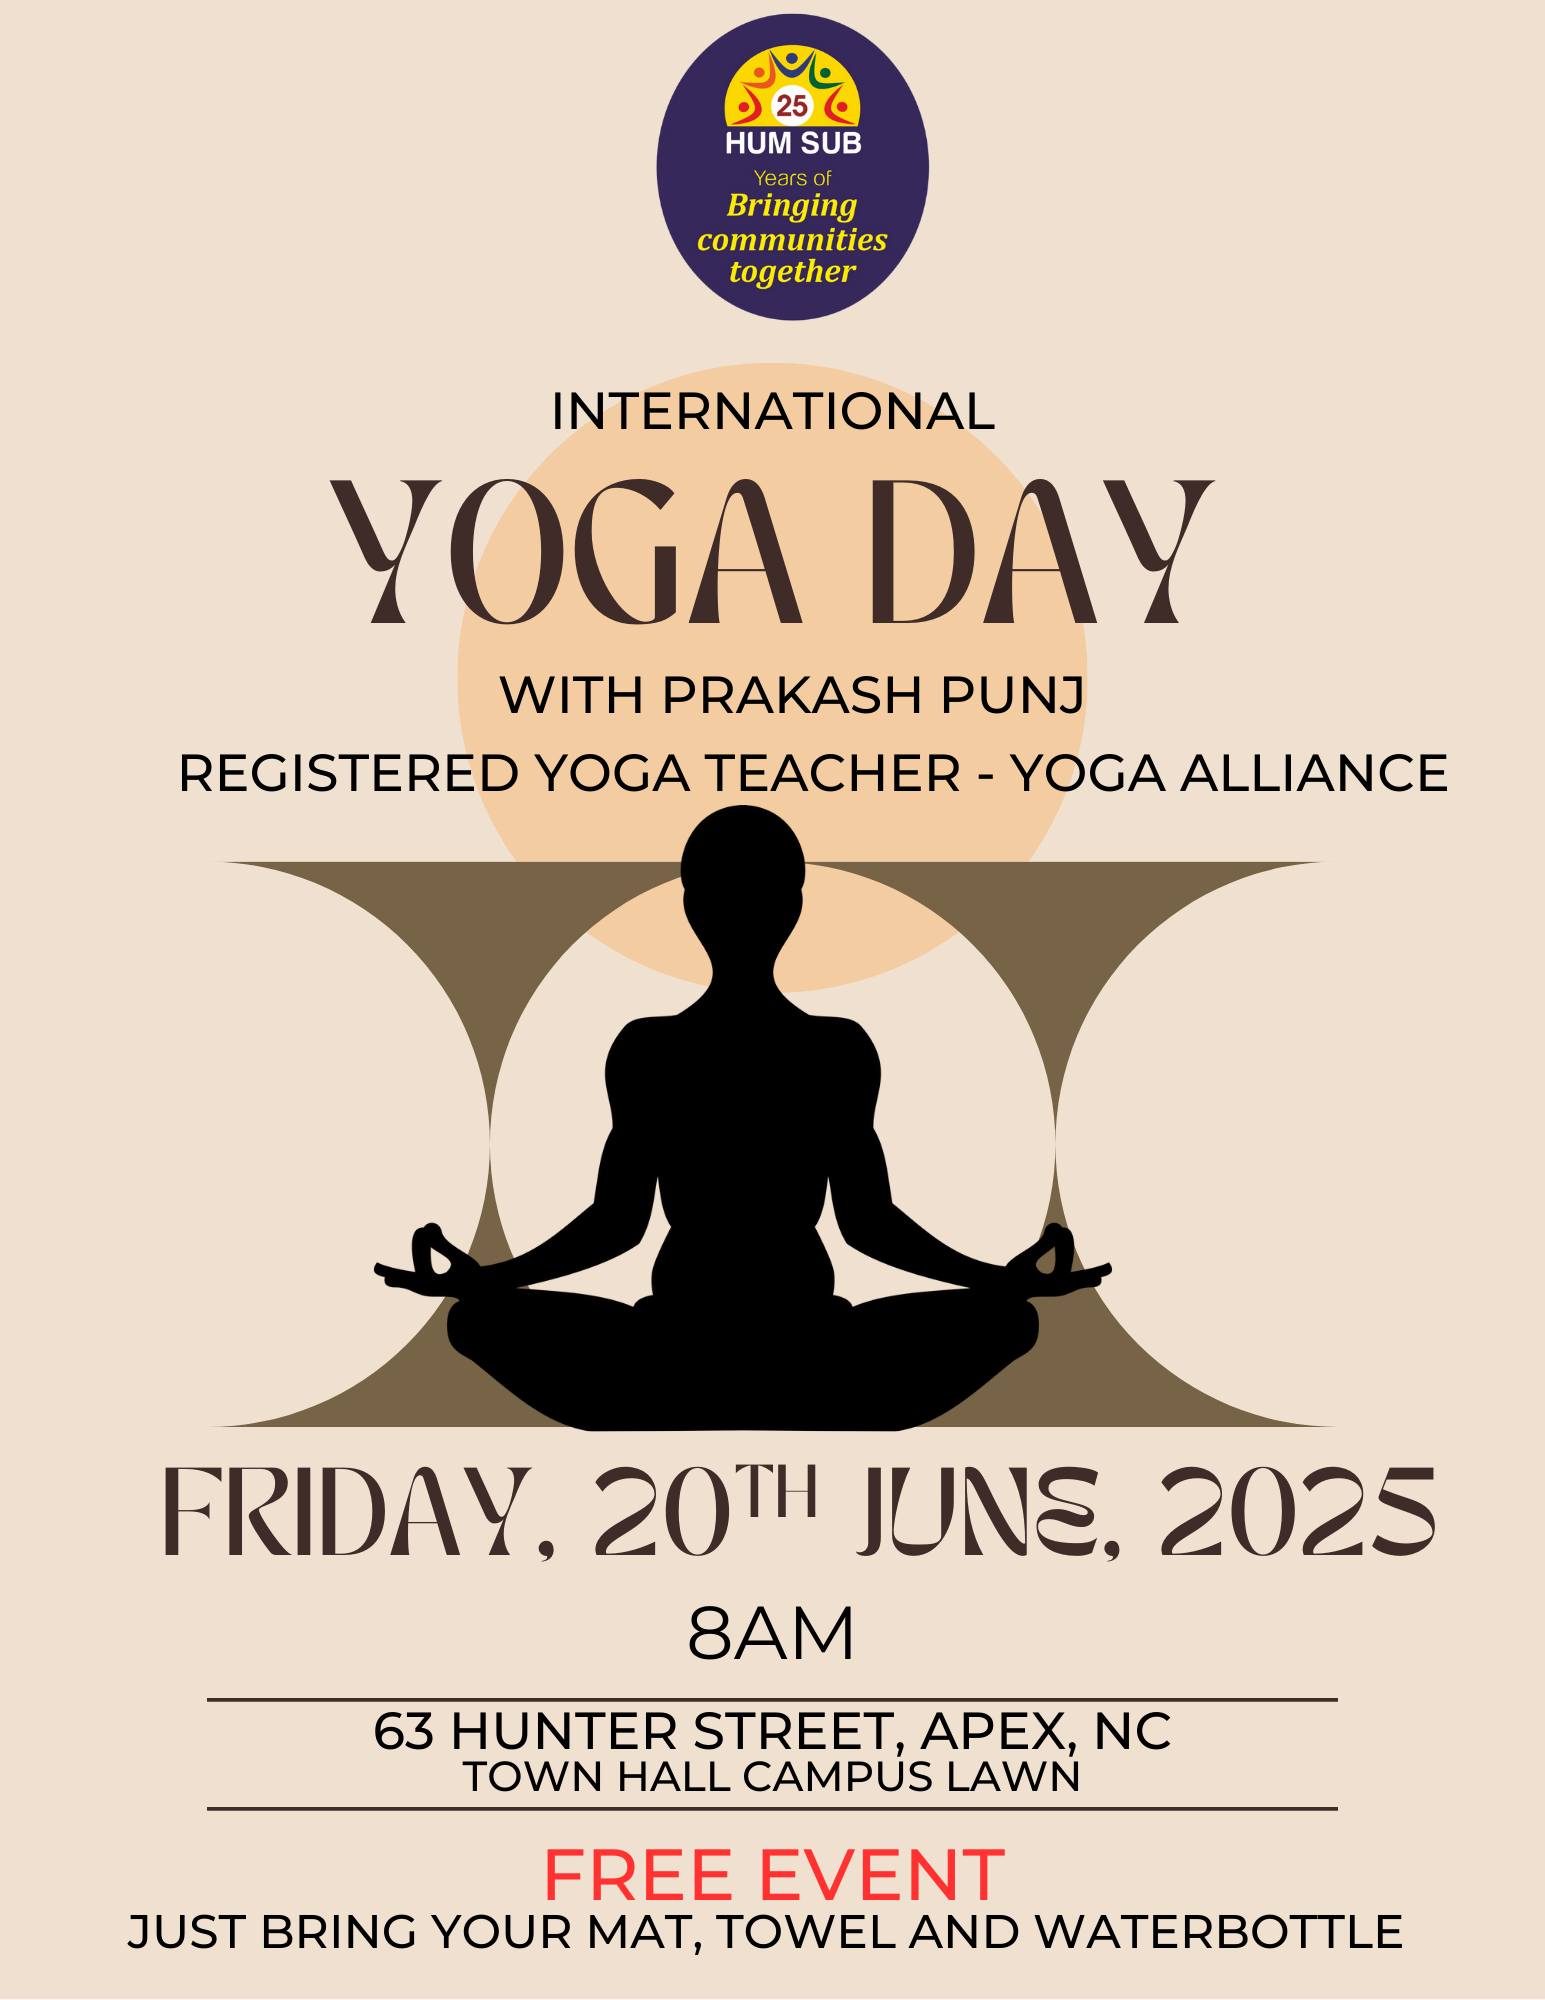 25
HUM SUB
Years of
Bringing
communities
together
INTERNATIONAL
YOGA DAY
WITH PRAKASH PUNJ
REGISTERED YOGA TEACHER - YOGA ALLIANCE
FRIDAY, 20TH JUNE, 2025
8AM
63 HUNTER STREET, APEX, NC
TOWN HALL CAMPUS LAWN
FREE EVENT
JUST BRING YOUR MAT, TOWEL AND WATERBOTTLE